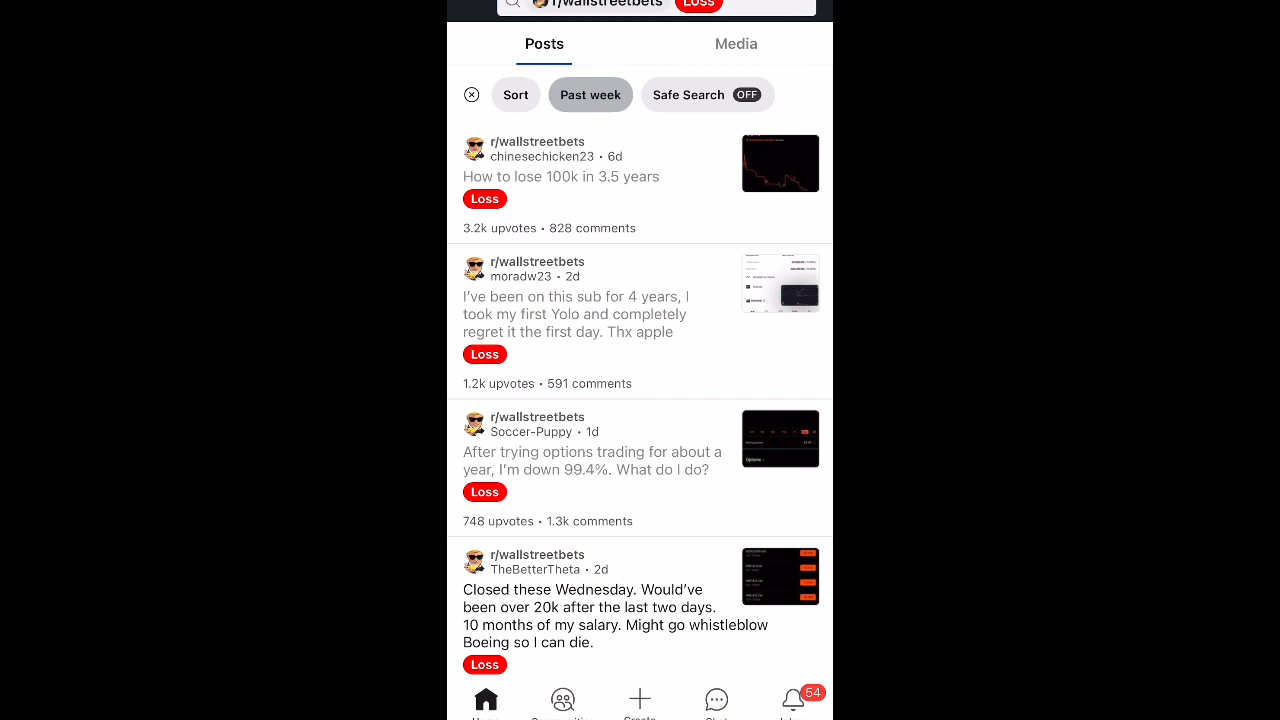 r/wallstreetbets Loss
Posts Media
Sort Past week Safe Search OFF
r/wallstreetbets
chinesechicken23 • 6d
How to lose 100k in 3.5 years
Loss
3.2k upvotes • 828 comments
r/wallstreetbets
moradw23 • 2d
I’ve been on this sub for 4 years, I
took my first Yolo and completely
regret it the first day. Thx apple
Loss
1.2k upvotes • 591 comments
r/wallstreetbets
Soccer-Puppy • 1d
After trying options trading for about a
year, I’m down 99.4%. What do I do?
Options
Loss
748 upvotes • 1.3k comments
r/wallstreetbets
TheBetterTheta • 2d
Closed these Wednesday. Would’ve
been over 20k after the last two days.
10 months of my salary. Might go whistleblow
Boeing so I can die.
Loss
54